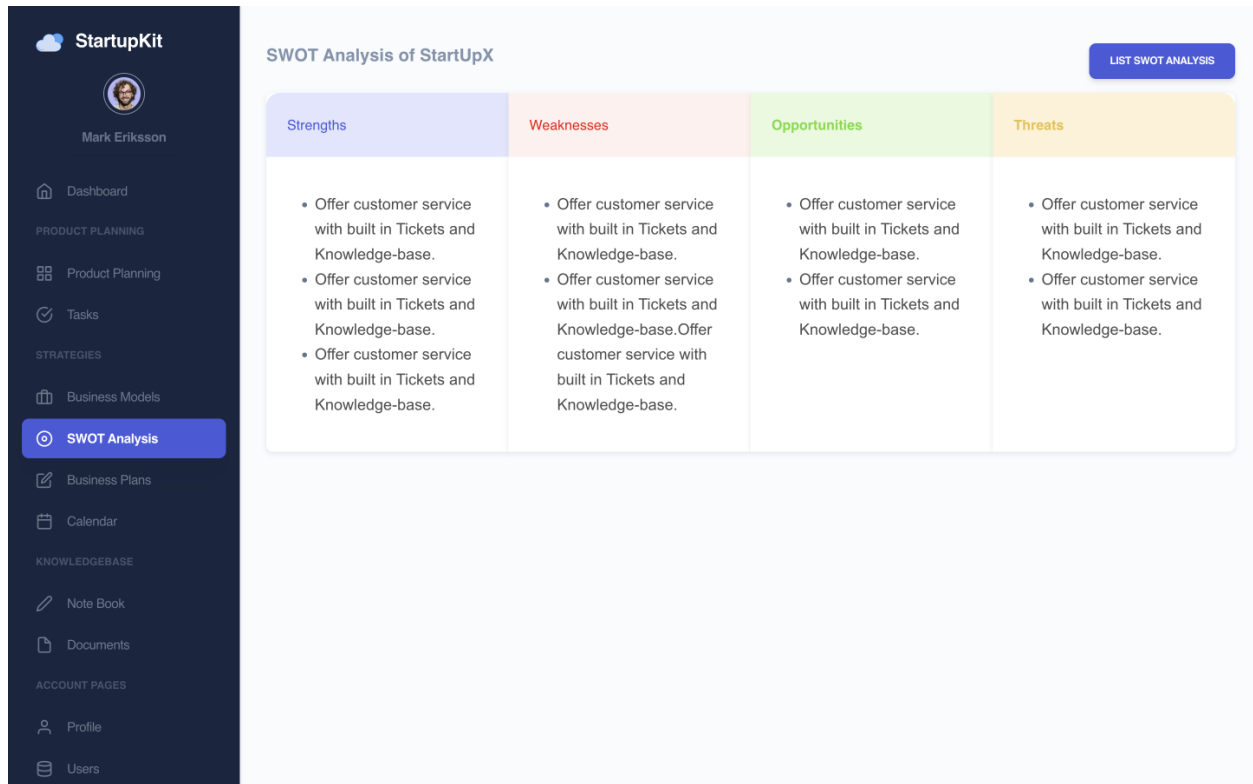 StartupKit
Mark Eriksson
Dashboard
PRODUCT PLANNING
Product Planning
Tasks
STRATEGIES
Business Models
SWOT Analysis
Business Plans
Calendar
KNOWLEDGEBASE
Note Book
Documents
ACCOUNT PAGES
Profile
Users
SWOT Analysis of StartUpX
LIST SWOT ANALYSIS
Strengths
Offer customer service
with built in Tickets and
Knowledge-base.
Offer customer service
with built in Tickets and
Knowledge-base.
Offer customer service
with built in Tickets and
Knowledge-base.
Weaknesses
Offer customer service
with built in Tickets and
Knowledge-base.
Offer customer service
with built in Tickets and
Knowledge-base.Offer
customer service with
built in Tickets and
Knowledge-base.
Opportunities
Offer customer service
with built in Tickets and
Knowledge-base.
Offer customer service
with built in Tickets and
Knowledge-base.
Threats
Offer customer service
with built in Tickets and
Knowledge-base.
Offer customer service
with built in Tickets and
Knowledge-base.